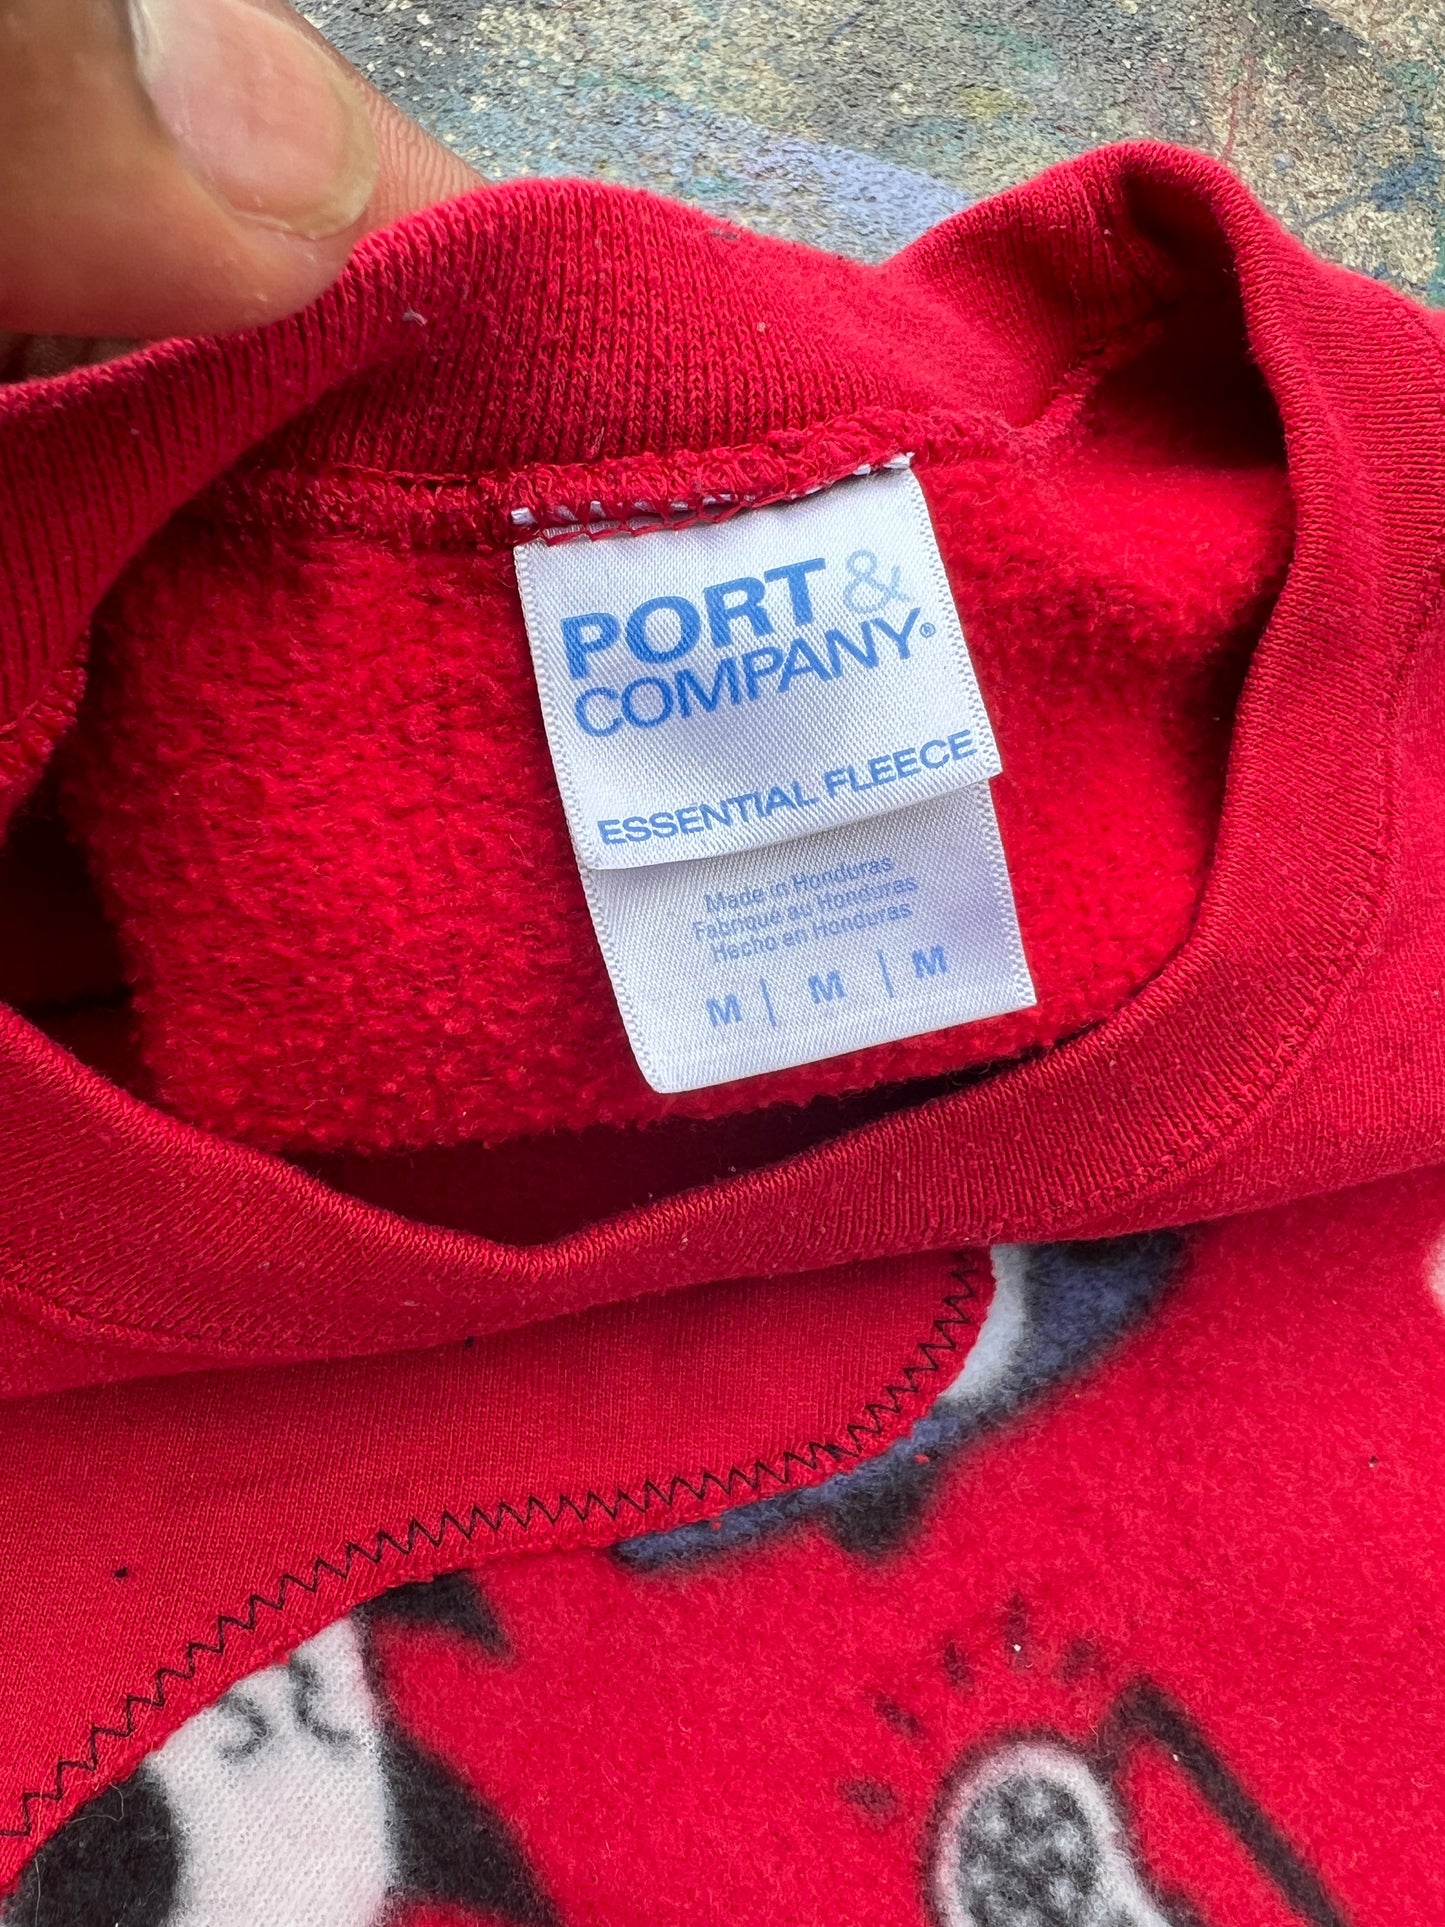 PORT &
COMPANY®
ESSENTIAL FLEECE
Made in Honduras
Fabriqué au Honduras
Hecho en Honduras
M | M | M